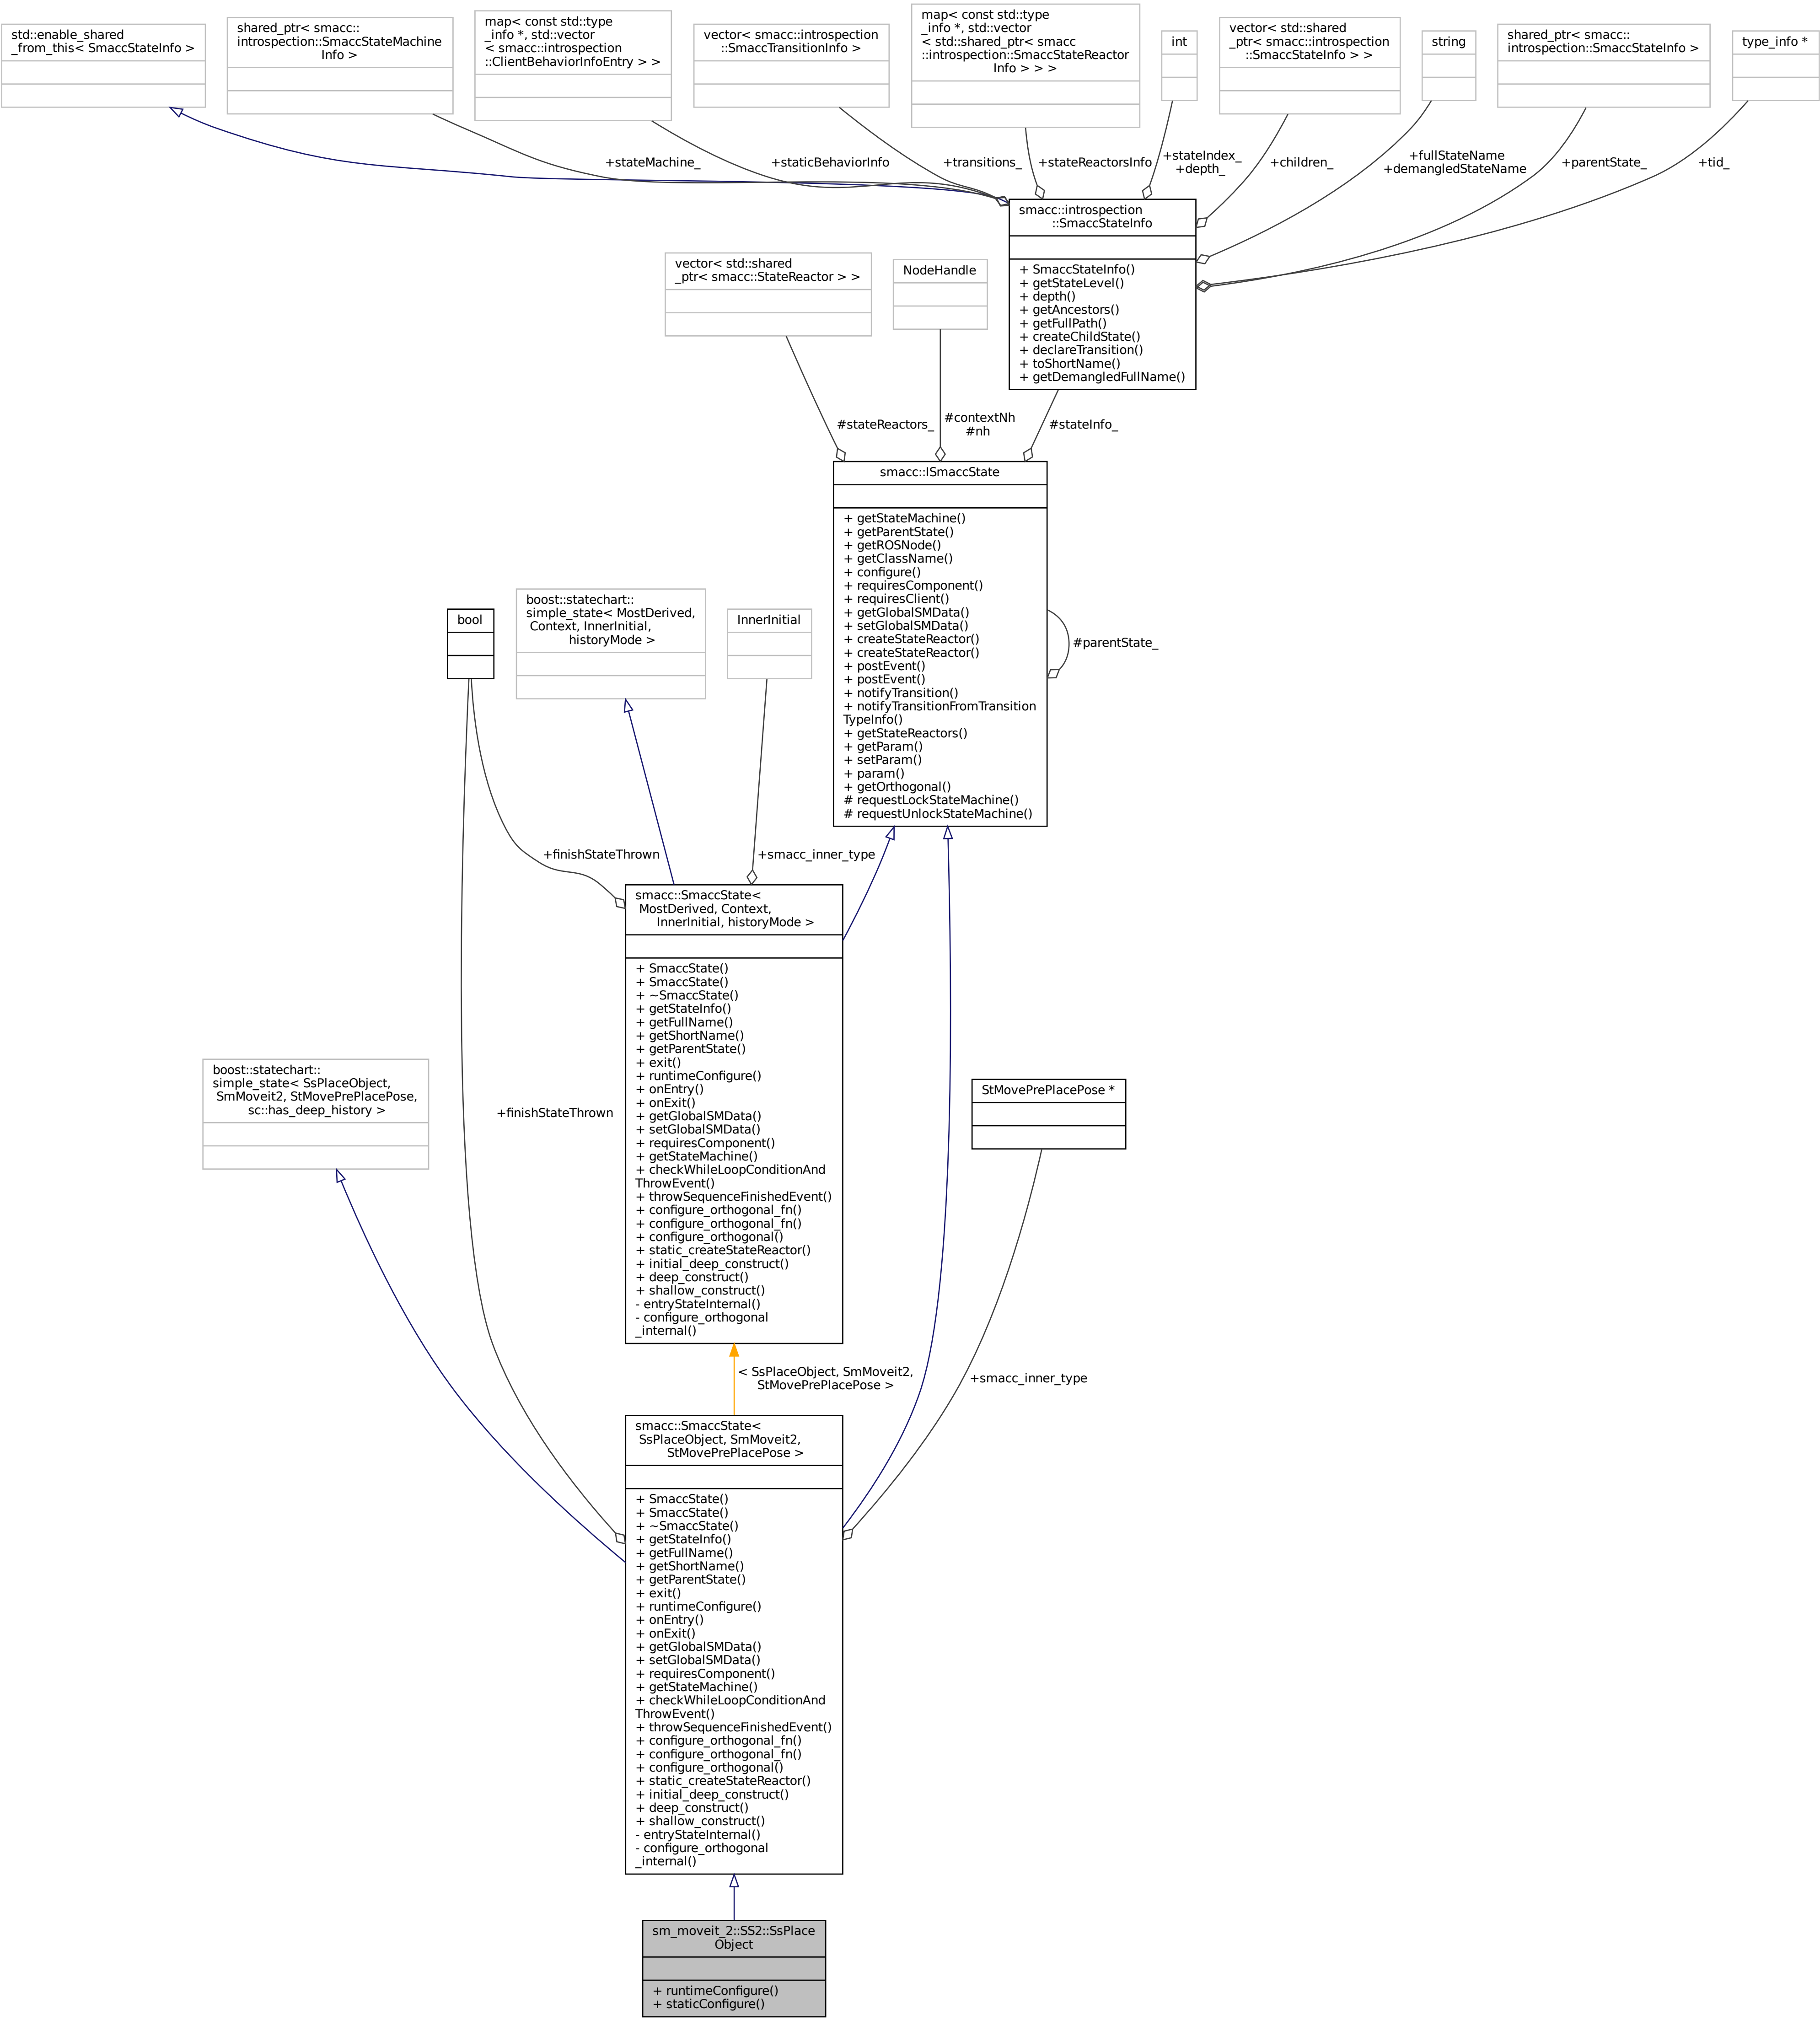 std::enable_shared
_from_this< SmaccStateInfo >
shared_ptr< smacc::
introspection::SmaccStateMachine
Info >
map< const std::type
_info *, std::vector
< smacc::introspection
::ClientBehaviorInfoEntry > >
vector< smacc::introspection
::SmaccTransitionInfo >
map< const std::type
_info *, std::vector
< std::shared_ptr< smacc
::introspection::SmaccStateReactor
Info > > >
int
vector< std::shared
_ptr< smacc::introspection
::SmaccStateInfo > >
string
shared_ptr< smacc::
introspection::SmaccStateInfo >
type_info *
+stateMachine_
+staticBehaviorInfo
+transitions_
+stateReactorsInfo
+stateIndex_
+depth_
+children_
+fullStateName
+demangledStateName
+parentState_
+tid_
smacc::introspection
::SmaccStateInfo
+ SmaccStateInfo()
+ getStateLevel()
+ depth()
+ getAncestors()
+ getFullPath()
+ createChildState()
+ declareTransition()
+ toShortName()
+ getDemangledFullName()
vector< std::shared
_ptr< smacc::StateReactor > >
NodeHandle
#stateReactors_
#contextNh
#nh
#stateInfo_
smacc::ISmaccState
+ getStateMachine()
+ getParentState()
+ getROSNode()
+ getClassName()
+ configure()
+ requiresComponent()
+ requiresClient()
+ getGlobalSMData()
+ setGlobalSMData()
+ createStateReactor()
+ createStateReactor()
+ postEvent()
+ postEvent()
+ notifyTransition()
+ notifyTransitionFromTransition
TypeInfo()
+ getStateReactors()
+ getParam()
+ setParam()
+ param()
+ getOrthogonal()
# requestLockStateMachine()
# requestUnlockStateMachine()
#parentState_
bool
boost::statechart::
simple_state< MostDerived,
Context, InnerInitial,
historyMode >
InnerInitial
+finishStateThrown
+smacc_inner_type
smacc::SmaccState<
MostDerived, Context,
InnerInitial, historyMode >
+ SmaccState()
+ SmaccState()
+ ~SmaccState()
+ getStateInfo()
+ getFullName()
+ getShortName()
+ getParentState()
+ exit()
+ runtimeConfigure()
+ onEntry()
+ onExit()
+ getGlobalSMData()
+ setGlobalSMData()
+ requiresComponent()
+ getStateMachine()
+ checkWhileLoopConditionAnd
ThrowEvent()
+ throwSequenceFinishedEvent()
+ configure_orthogonal_fn()
+ configure_orthogonal_fn()
+ configure_orthogonal()
+ static_createStateReactor()
+ initial_deep_construct()
+ deep_construct()
+ shallow_construct()
- entryStateInternal()
- configure_orthogonal
_internal()
boost::statechart::
simple_state< SsPlaceObject,
SmMoveit2, StMovePrePlacePose,
sc::has_deep_history >
+finishStateThrown
StMovePrePlacePose *
< SsPlaceObject, SmMoveit2,
StMovePrePlacePose >
+smacc_inner_type
smacc::SmaccState<
SsPlaceObject, SmMoveit2,
StMovePrePlacePose >
+ SmaccState()
+ SmaccState()
+ ~SmaccState()
+ getStateInfo()
+ getFullName()
+ getShortName()
+ getParentState()
+ exit()
+ runtimeConfigure()
+ onEntry()
+ onExit()
+ getGlobalSMData()
+ setGlobalSMData()
+ requiresComponent()
+ getStateMachine()
+ checkWhileLoopConditionAnd
ThrowEvent()
+ throwSequenceFinishedEvent()
+ configure_orthogonal_fn()
+ configure_orthogonal_fn()
+ configure_orthogonal()
+ static_createStateReactor()
+ initial_deep_construct()
+ deep_construct()
+ shallow_construct()
- entryStateInternal()
- configure_orthogonal
_internal()
sm_moveit_2::SS2::SsPlace
Object
+ runtimeConfigure()
+ staticConfigure()